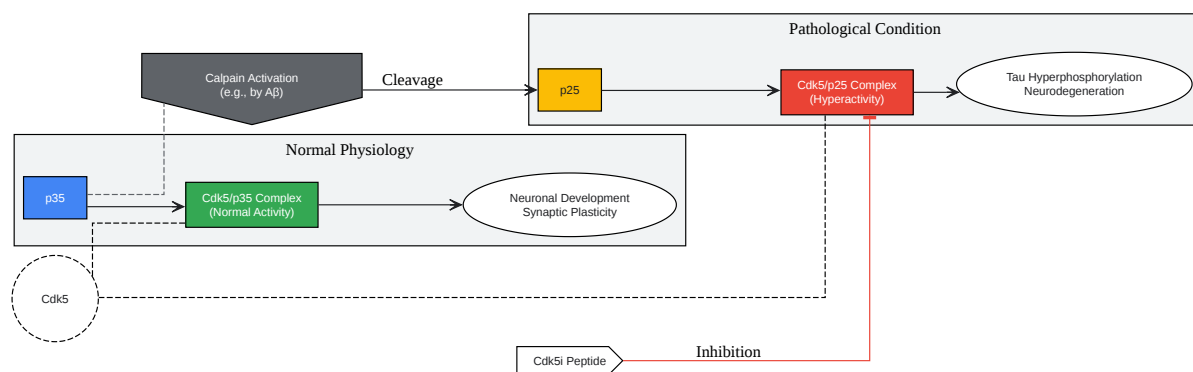 Pathological Condition
Calpain Activation
(e.g., by Aβ)
Cleavage
p25
Cdk5/p25 Complex
(Hyperactivity)
Tau Hyperphosphorylation
Neurodegeneration
Normal Physiology
p35
Cdk5/p35 Complex
(Normal Activity)
Neuronal Development
Synaptic Plasticity
Cdk5
Cdk5i Peptide
Inhibition